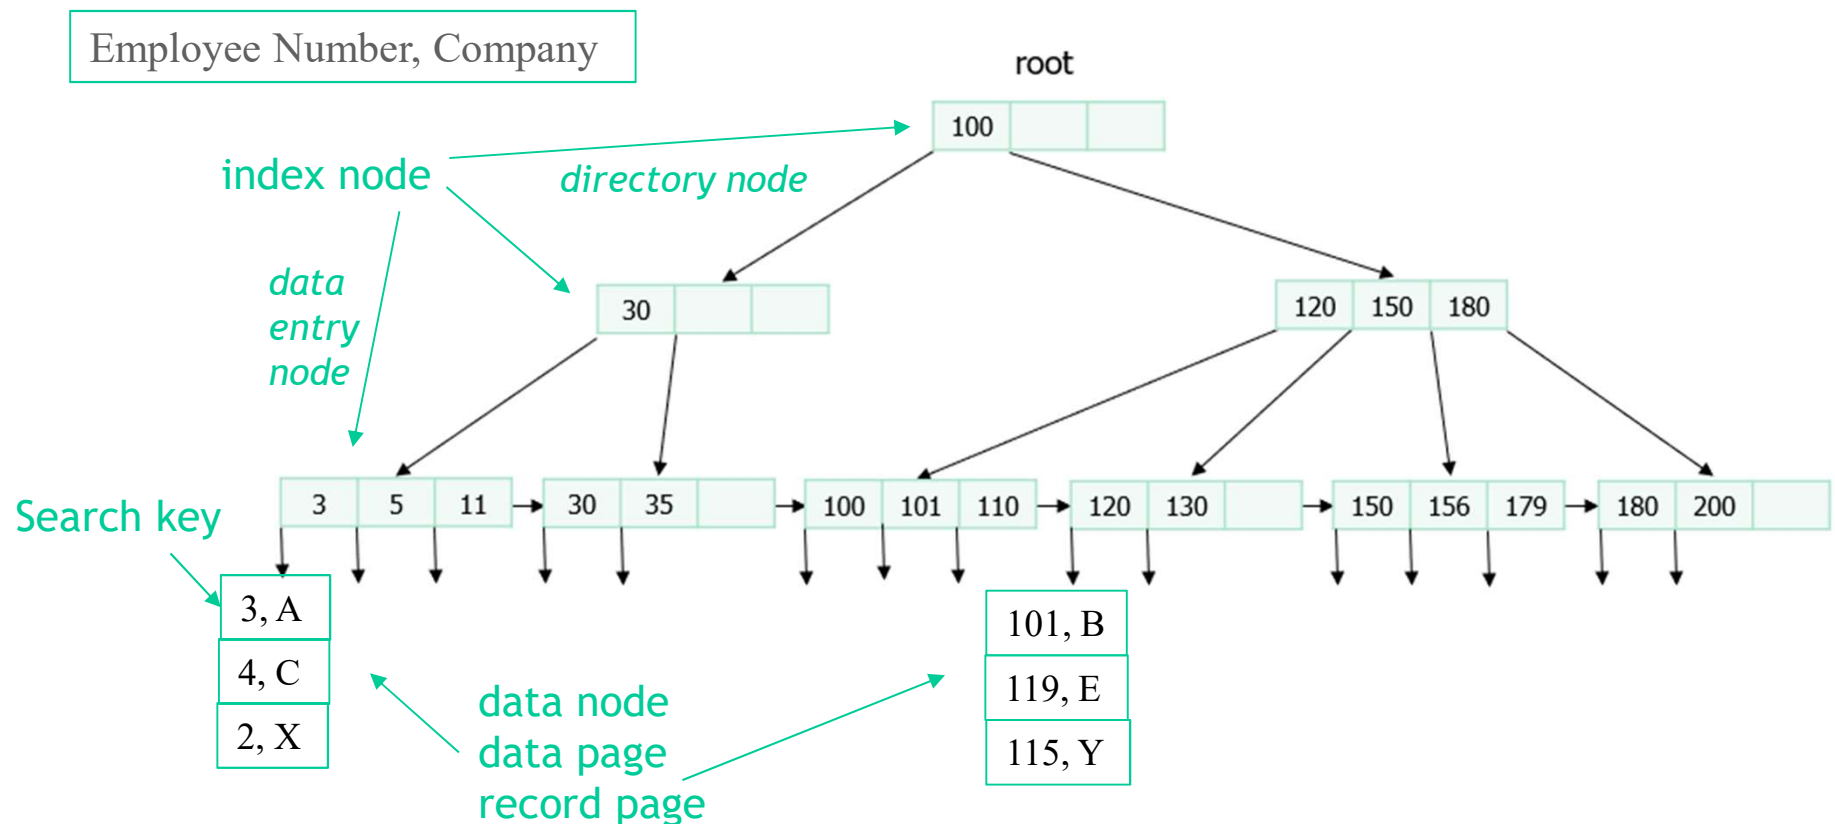 Employee Number, Company
root
100
index node
directory node
data
entry
node
30
120 150 180
Search key
3 5 11
30 35
100 101 110
120 130
150 156 179
180 200
3, A
4, C
2, X
101, B
119, E
115, Y
data node
data page
record page